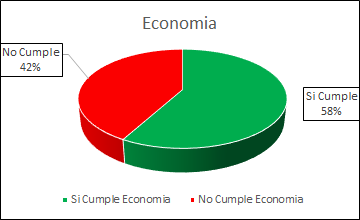 Economia
No Cumple
42%
Si Cumple
58%
Si Cumple Economia
No Cumple Economia